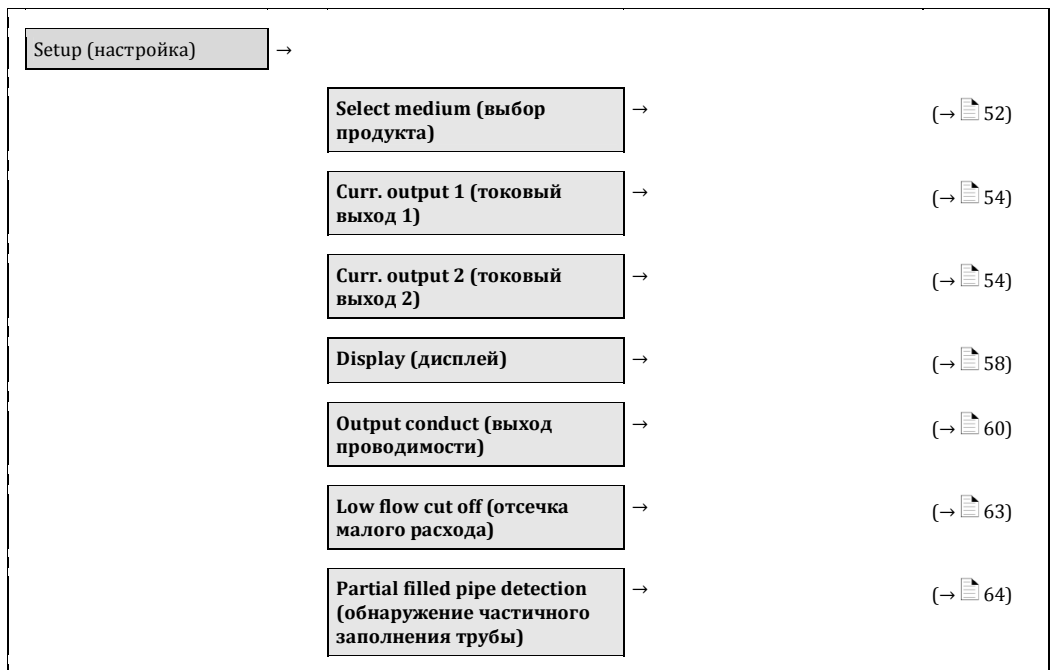 Setup (настройка) →
Select medium (выбор → (→ 52)
продукта)
Curr. output 1 (токовый → (→ 54)
выход 1)
Curr. output 2 (токовый → (→ 54)
выход 2)
Display (дисплей) → (→ 58)
Output conduct (выход → (→ 60)
проводимости)
Low flow cut off (отсечка → (→ 63)
малого расхода)
Partial filled pipe detection → (→ 64)
(обнаружение частичного
заполнения трубы)